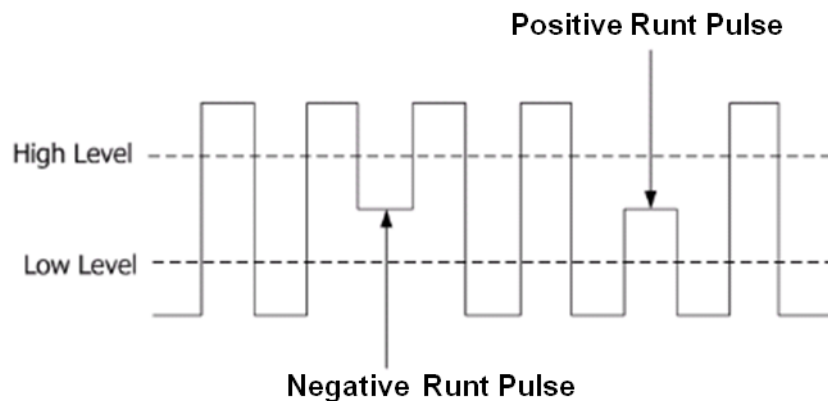 Positive Runt Pulse
High Level
Low Level
Negative Runt Pulse